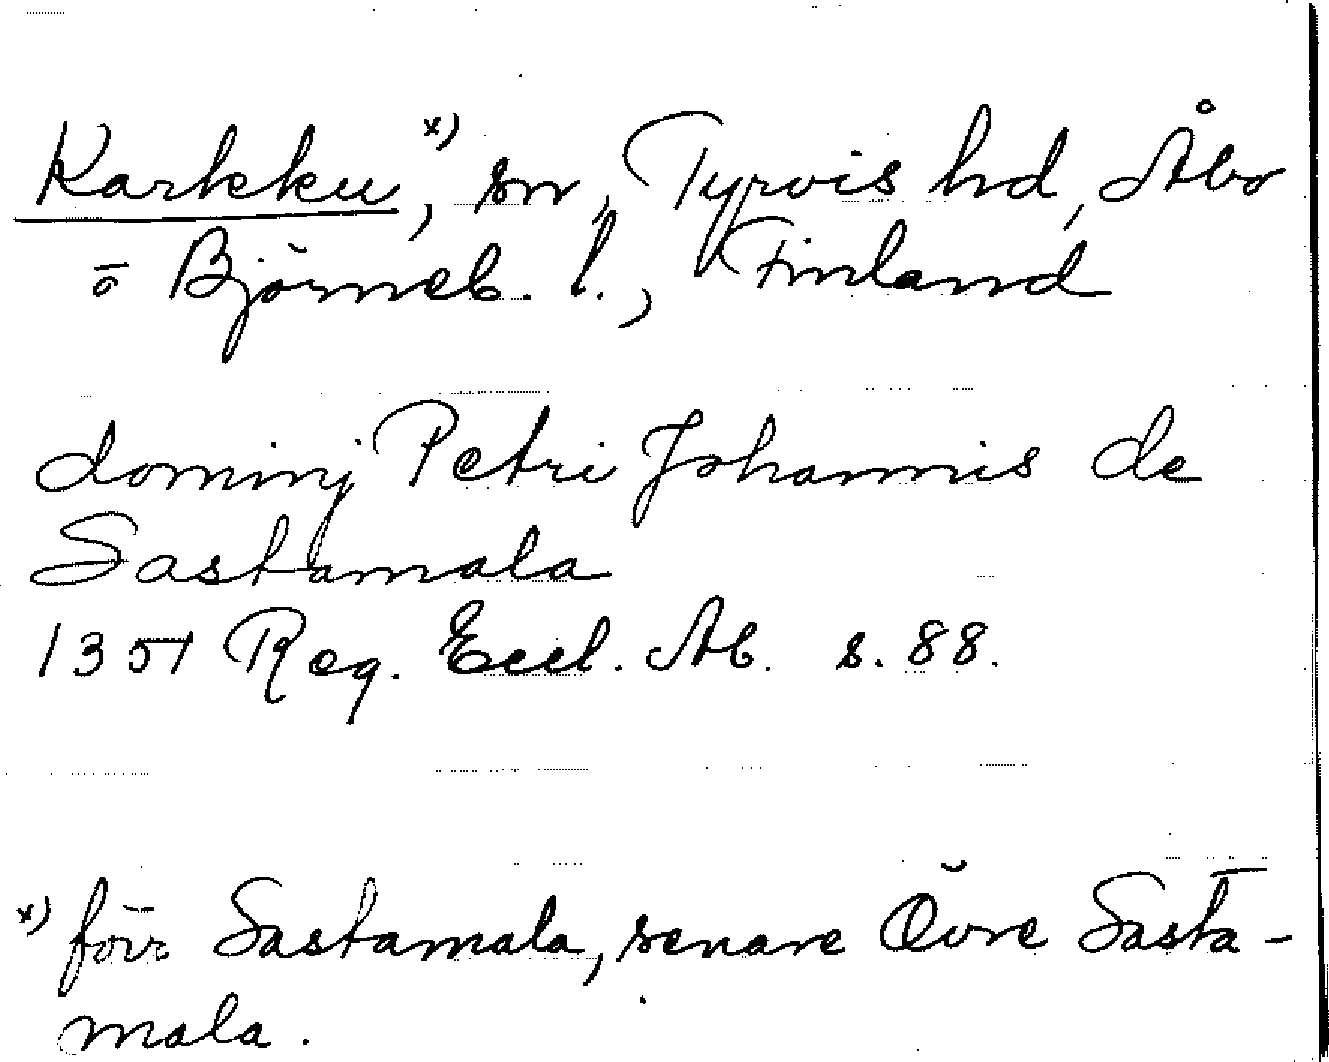 Karkku x), sn, Tyrvis hd, Åbo
o Björneb. l., Finland
dominj Petri Johannis de
Sastamala
1351 Reg. Eccl. Ab. s. 88.
x) förr Sastamala, senare Övre Sasta-
mala.